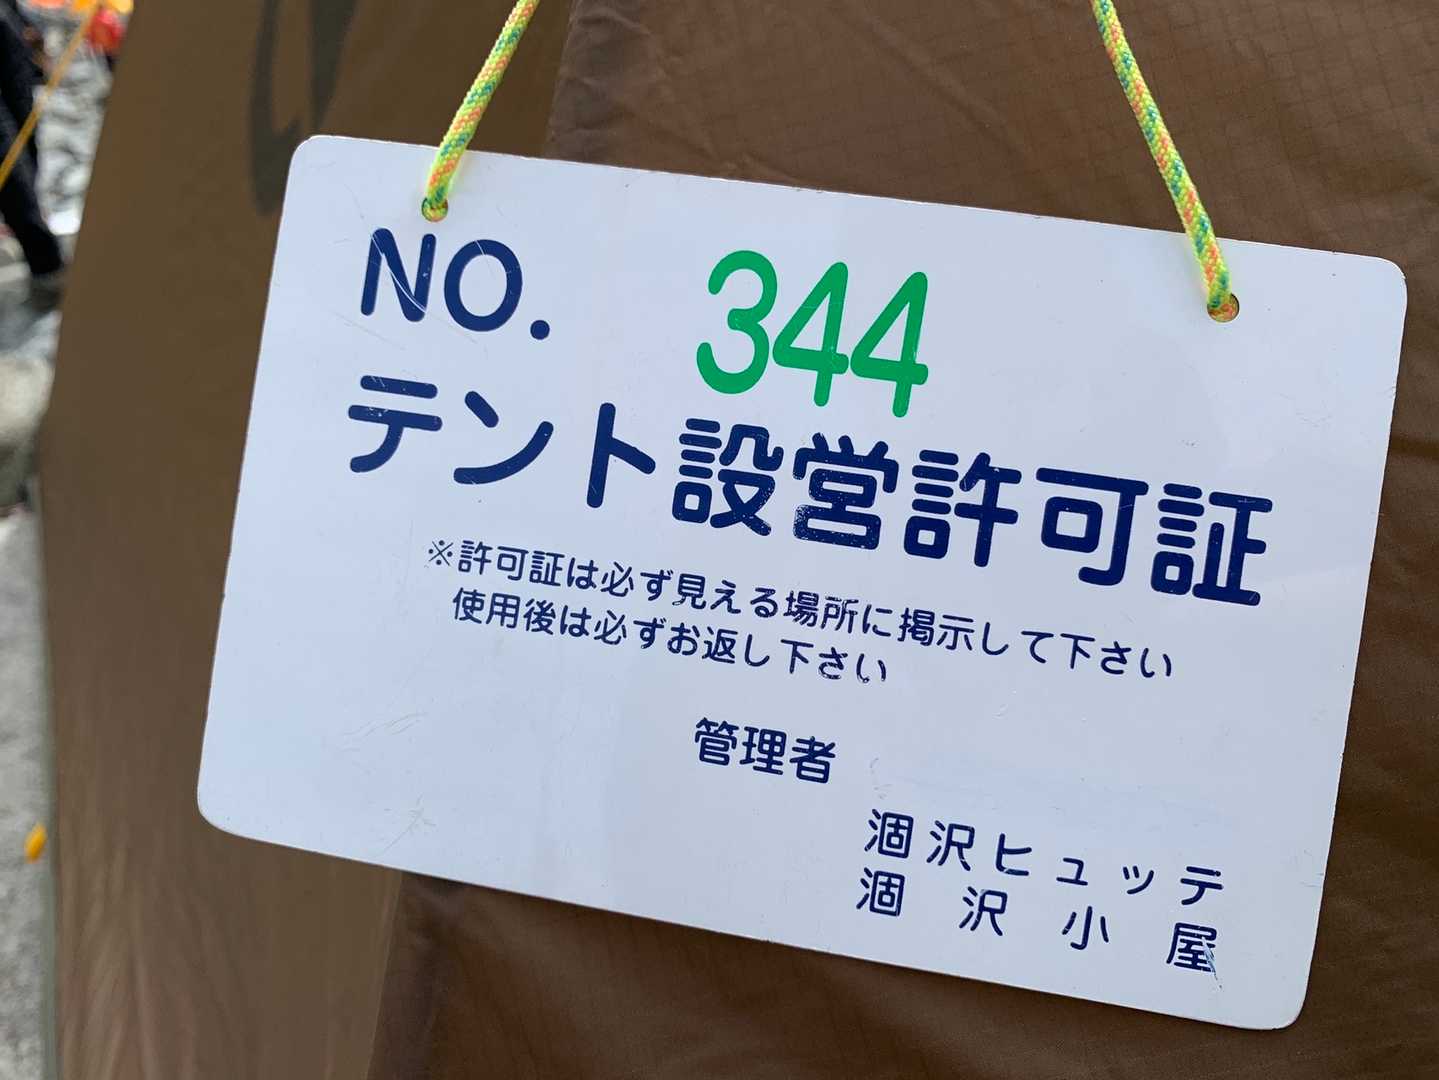 NO. 344
テント設営許可証
※許可証は必ず見える場所に掲示して下さい
使用後は必ずお返し下さい
管理者
涸沢ヒュッテ
涸沢小屋